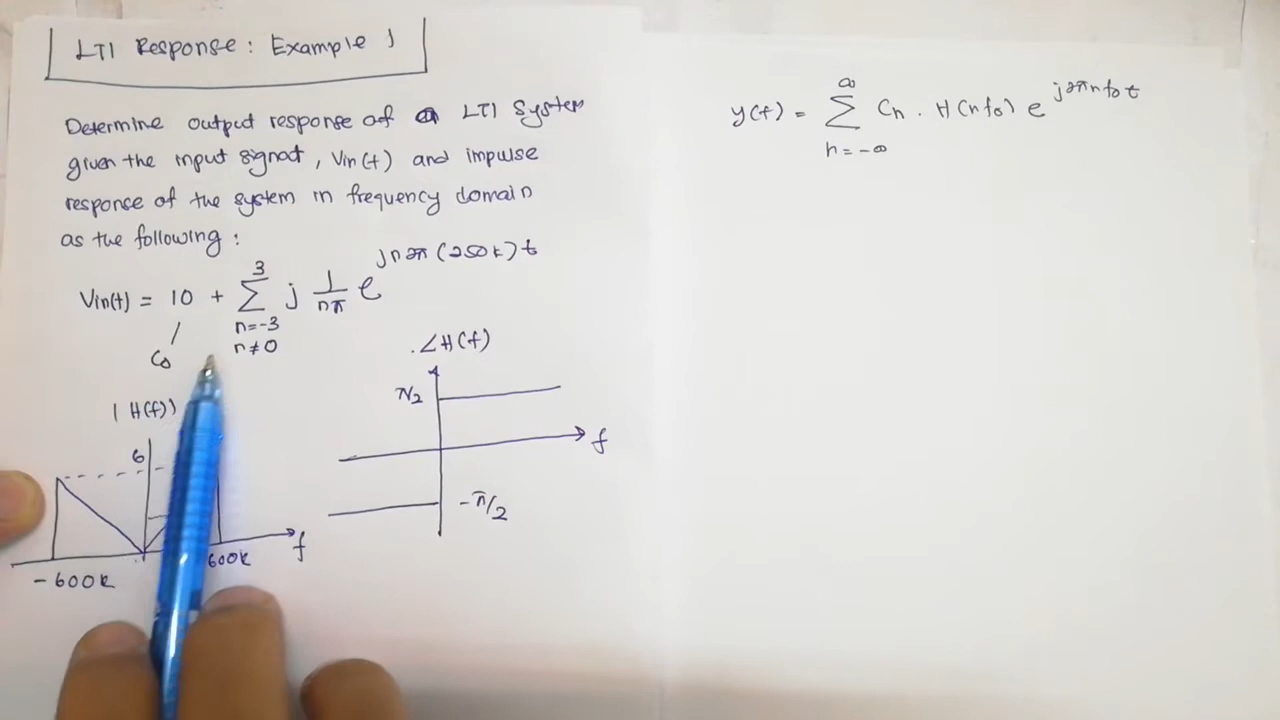 LTI Response: Example 1
Determine output response of a LTI system
given the input signal, Vin(t) and impulse
response of the system in frequency domain
as the following:
Vin(t) = 10 + ∑ j 1/nπ e^jn2π(250k)t
3
n=-3
n≠0
C0
|H(f)|
6
-600k
600k
f
∠H(f)
π/2
f
-π/2
y(t) = ∑ Cn . H(nf0) e^j2πnf0t
∞
n=-∞